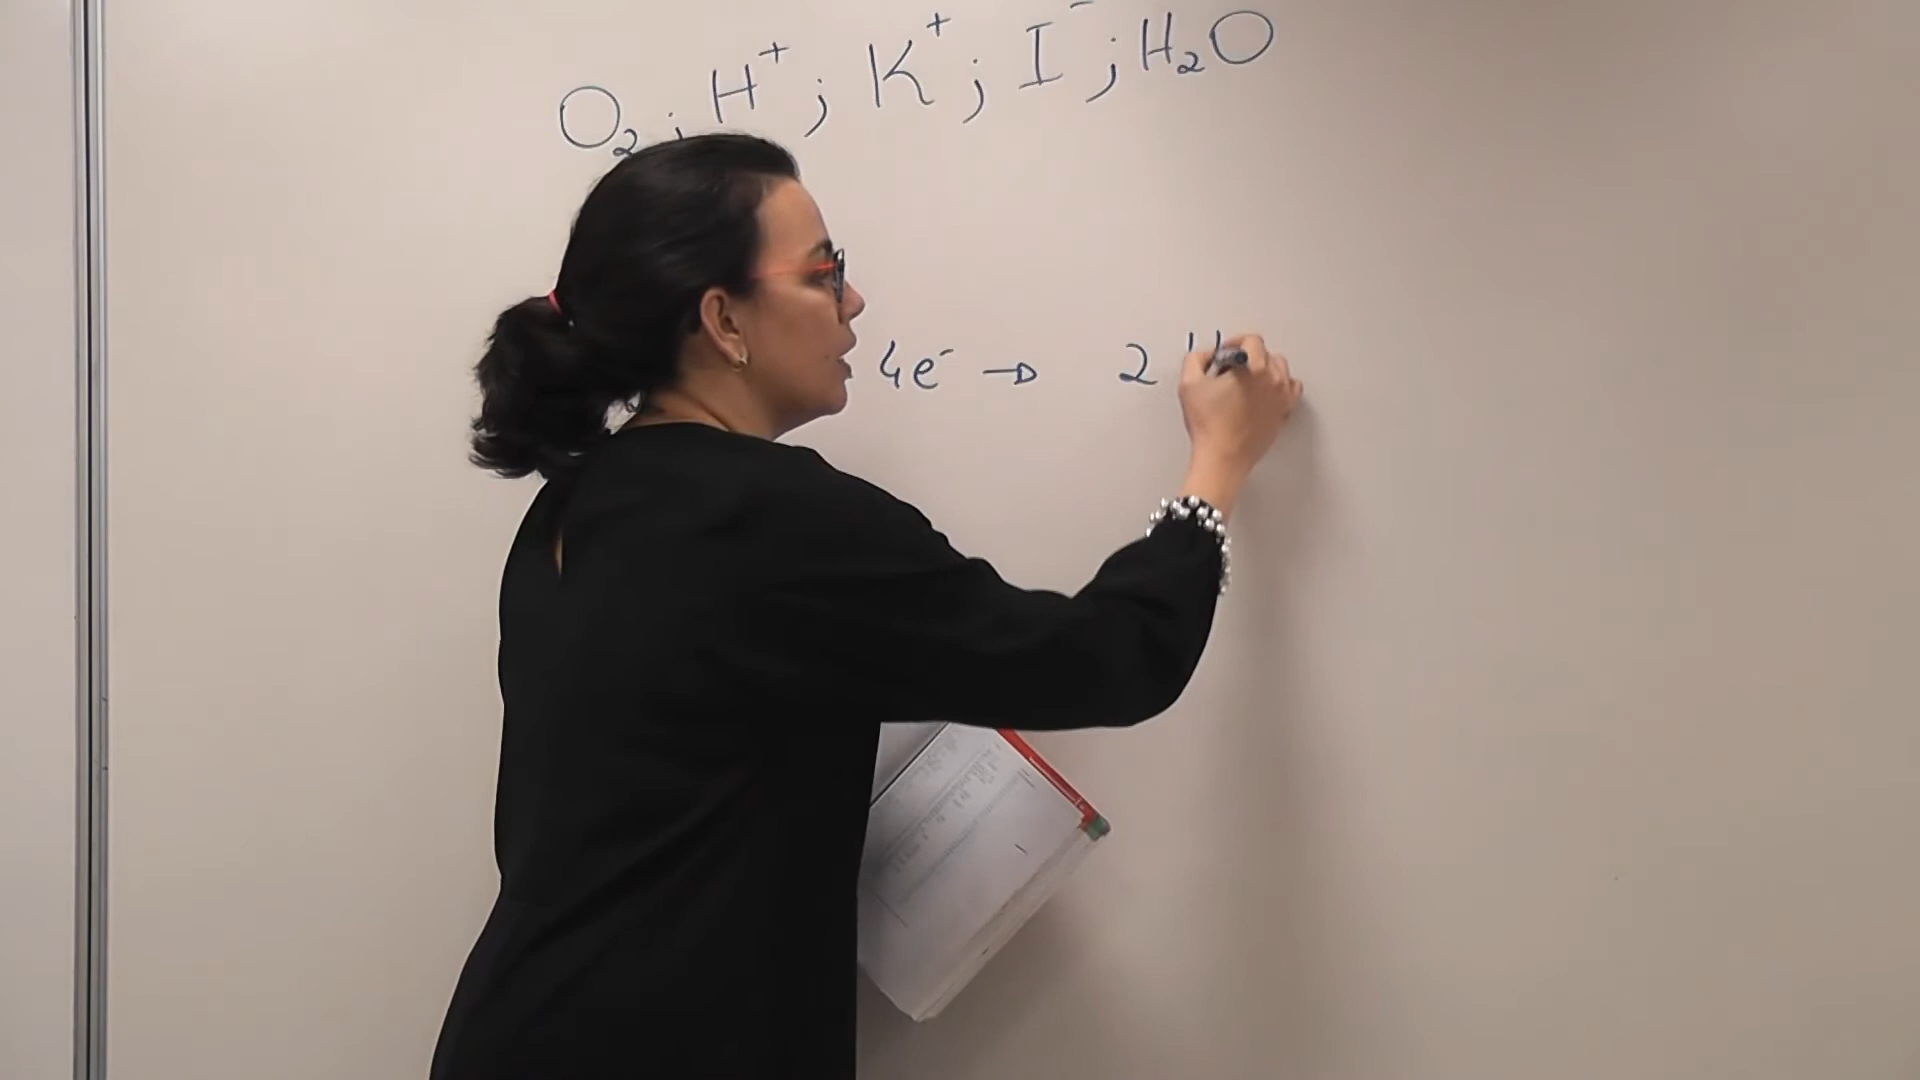 O₂ ; H⁺ ; K⁺ ; I⁻ ; H₂O
4e⁻ → 2 H